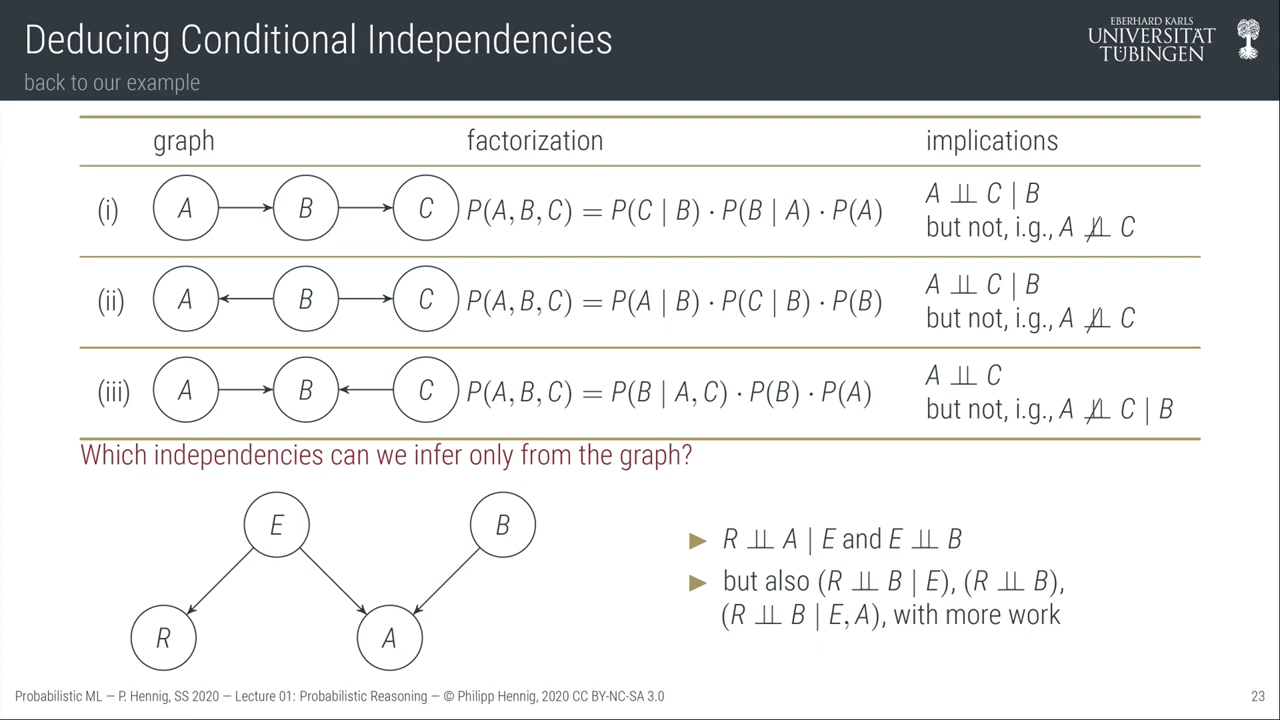 Deducing Conditional Independencies
back to our example
EBERHARD KARLS
UNIVERSITÄT
TÜBINGEN
graph factorization implications
(i) A B C P(A, B, C) = P(C | B) · P(B | A) · P(A)
A ⫫ C | B
but not, i.g., A ⫫̸ C
(ii) A B C P(A, B, C) = P(A | B) · P(C | B) · P(B)
A ⫫ C | B
but not, i.g., A ⫫̸ C
(iii) A B C P(A, B, C) = P(B | A, C) · P(B) · P(A)
A ⫫ C
but not, i.g., A ⫫̸ C | B
Which independencies can we infer only from the graph?
E B
R A
▶ R ⫫ A | E and E ⫫ B
▶ but also (R ⫫ B | E), (R ⫫ B),
(R ⫫ B | E, A), with more work
Probabilistic ML — P. Hennig, SS 2020 — Lecture 01: Probabilistic Reasoning — © Philipp Hennig, 2020 CC BY-NC-SA 3.0 23